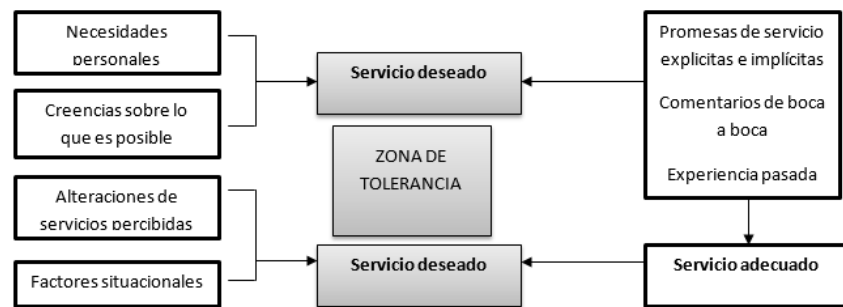 Necesidades
personales
Creencias sobre lo
que es posible
Alteraciones de
servicios percibidas
Factores situacionales
Servicio deseado
ZONA DE
TOLERANCIA
Servicio deseado
Promesas de servicio
explicitas e implícitas
Comentarios de boca
a boca
Experiencia pasada
Servicio adecuado